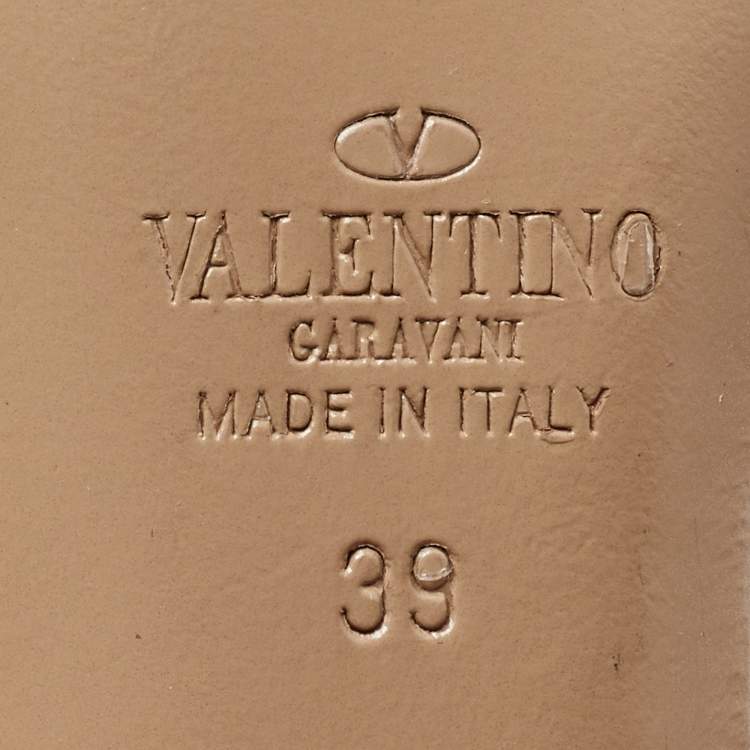 V
VALENTINO
GARAVANI
MADE IN ITALY
39